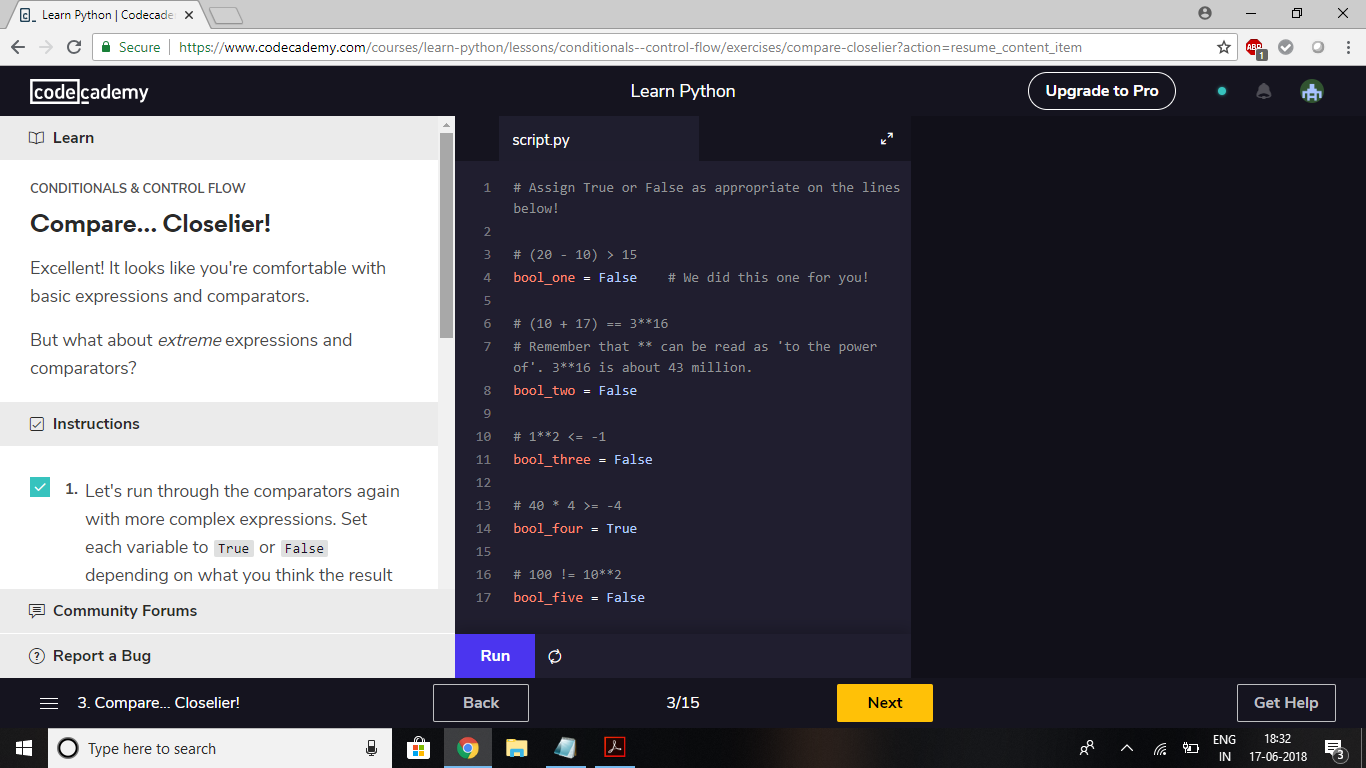 Learn Python | Codecade
Secure https://www.codecademy.com/courses/learn-python/lessons/conditionals--control-flow/exercises/compare-closelier?action=resume_content_item
ABP
1
codecademy
Learn Python
Upgrade to Pro
Learn
CONDITIONALS & CONTROL FLOW
Compare... Closelier!
Excellent! It looks like you're comfortable with
basic expressions and comparators.
But what about extreme expressions and
comparators?
Instructions
1. Let's run through the comparators again
with more complex expressions. Set
each variable to True or False
depending on what you think the result
Community Forums
Report a Bug
script.py
1 # Assign True or False as appropriate on the lines
below!
2
3 # (20 - 10) > 15
4 bool_one = False    # We did this one for you!
5
6 # (10 + 17) == 3**16
7 # Remember that ** can be read as 'to the power
of'. 3**16 is about 43 million.
8 bool_two = False
9
10 # 1**2 <= -1
11 bool_three = False
12
13 # 40 * 4 >= -4
14 bool_four = True
15
16 # 100 != 10**2
17 bool_five = False
Run
3. Compare... Closelier!
Back
3/15
Next
Get Help
Type here to search
ENG
IN
18:32
17-06-2018
3